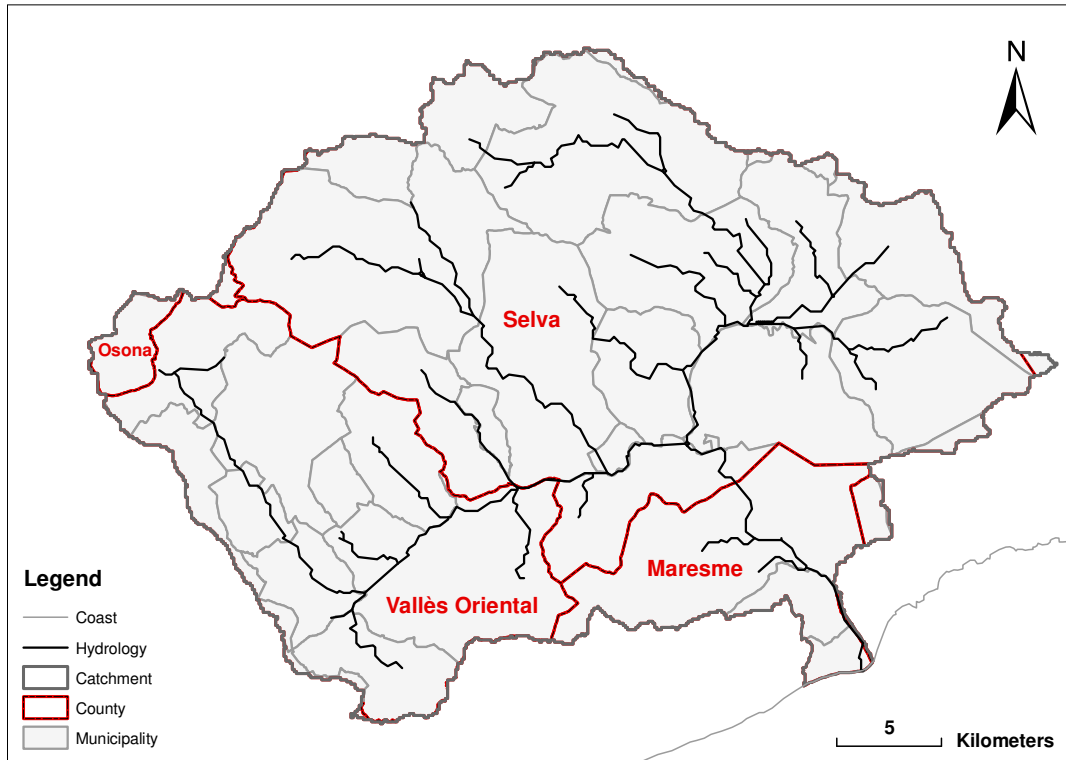 N
Selva
Osona
Maresme
Vallès Oriental
Legend
Coast
Hydrology
Catchment
County
Municipality
5
Kilometers